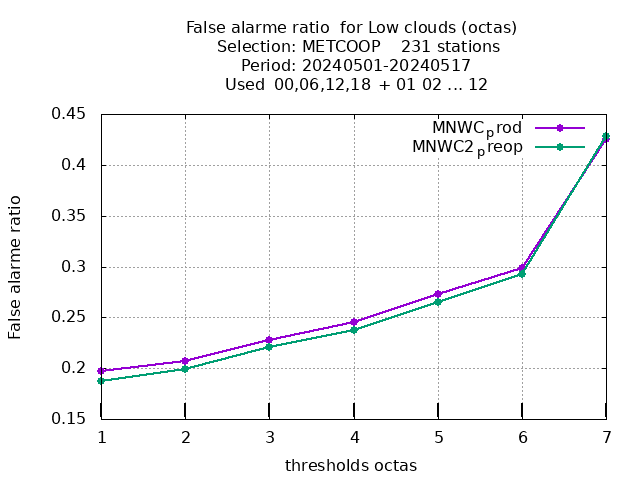 False alarme ratio  for Low clouds (octas)
Selection: METCOOP    231 stations
Period: 20240501-20240517
Used  00,06,12,18 + 01 02 ... 12
MNWCprod
MNWC2preop
0.45
0.4
0.35
0.3
0.25
0.2
0.15
False alarme ratio
1 2 3 4 5 6 7
thresholds octas